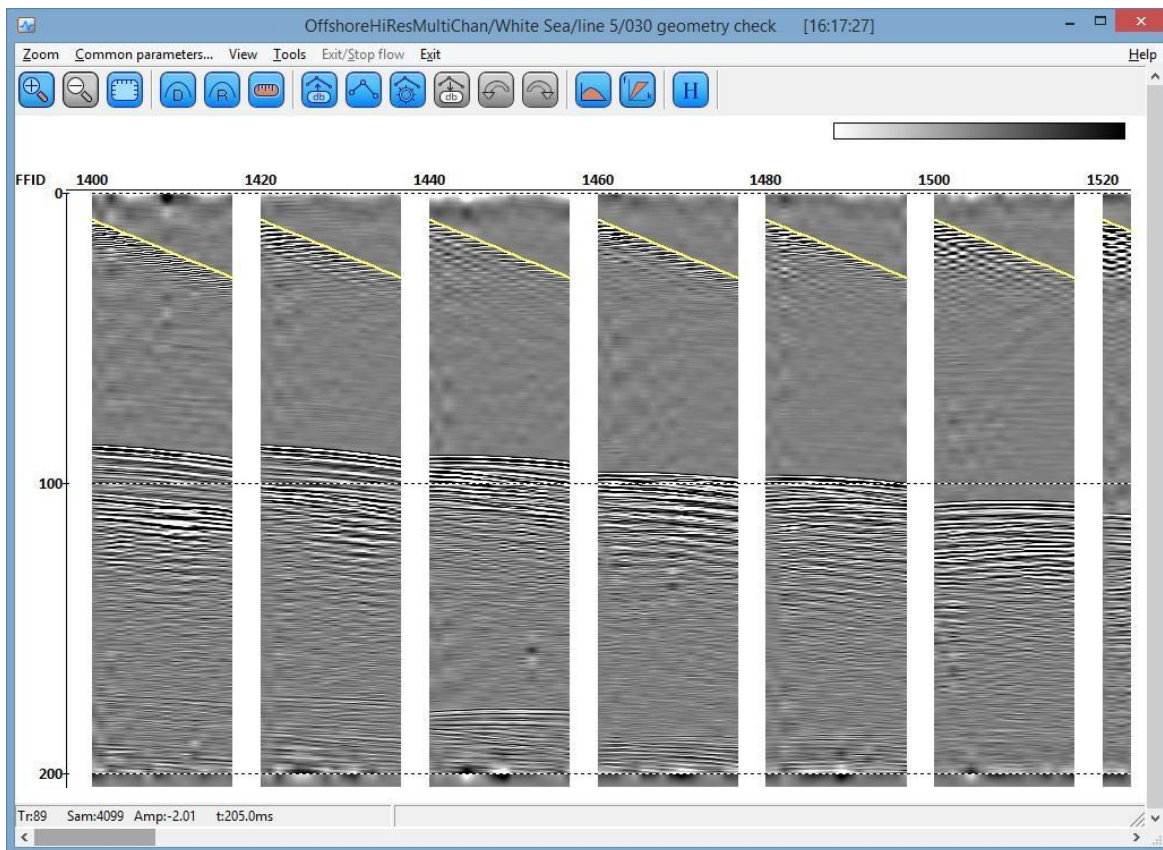 OffshoreHiResMultiChan/White Sea/line 5/030 geometry check [16:17:27]
Zoom Common parameters... View Tools Exit/Stop flow Exit Help
D R db db f k H
FFID 1400 1420 1440 1460 1480 1500 1520
0
100
200
Tr:89 Sam:4099 Amp:-2.01 t:205.0ms